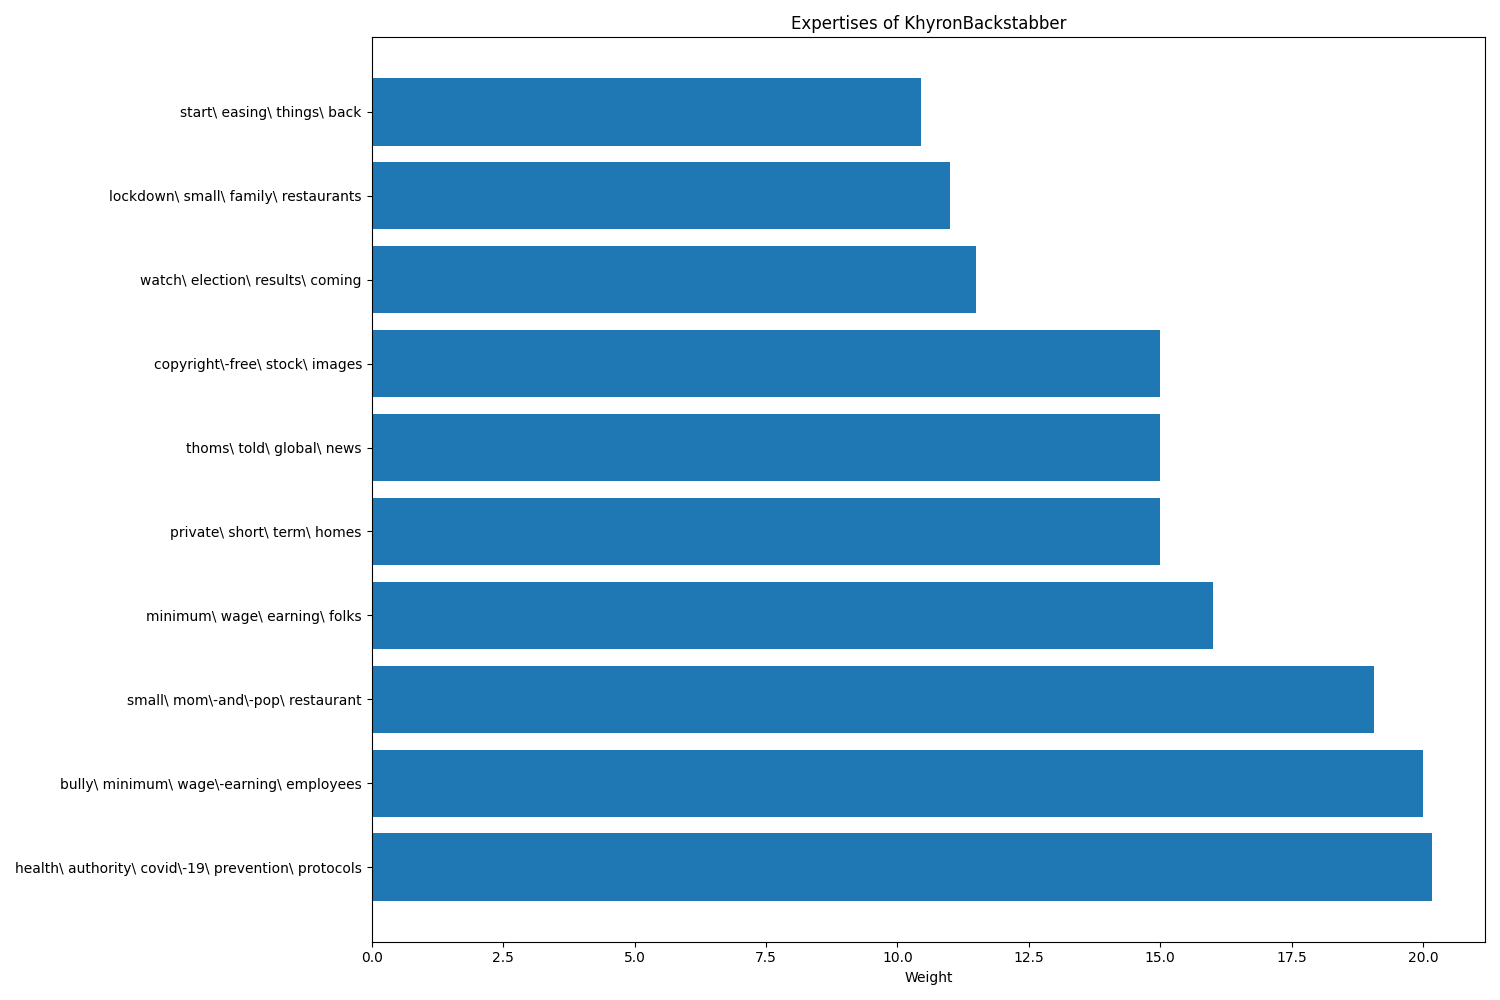 Expertises of KhyronBackstabber
start\ easing\ things\ back
lockdown\ small\ family\ restaurants
watch\ election\ results\ coming
copyright\-free\ stock\ images
thoms\ told\ global\ news
private\ short\ term\ homes
minimum\ wage\ earning\ folks
small\ mom\-and\-pop\ restaurant
bully\ minimum\ wage\-earning\ employees
health\ authority\ covid\-19\ prevention\ protocols
0.0 2.5 5.0 7.5 10.0 12.5 15.0 17.5 20.0
Weight